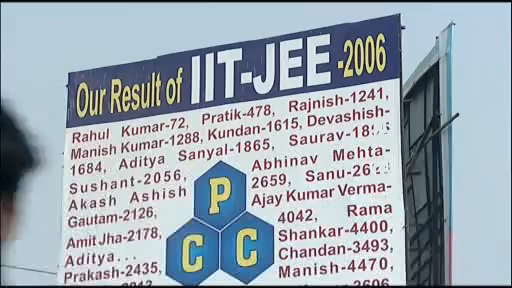 Our Result of IIT-JEE -2006
Rahul Kumar-72, Pratik-478, Rajnish-1241,
Manish Kumar-1288, Kundan-1615, Devashish-
1684, Aditya Sanyal-1865, Saurav-
Sushant-2056, Abhinav Mehta-
Akash Ashish 2659, Sanu-
Gautam-2126, Ajay Kumar Verma-
4042, Rama
Amit Jha-2178, Shankar-4400,
Aditya... Chandan-3493,
Prakash-2435, Manish-4470,
P
C C